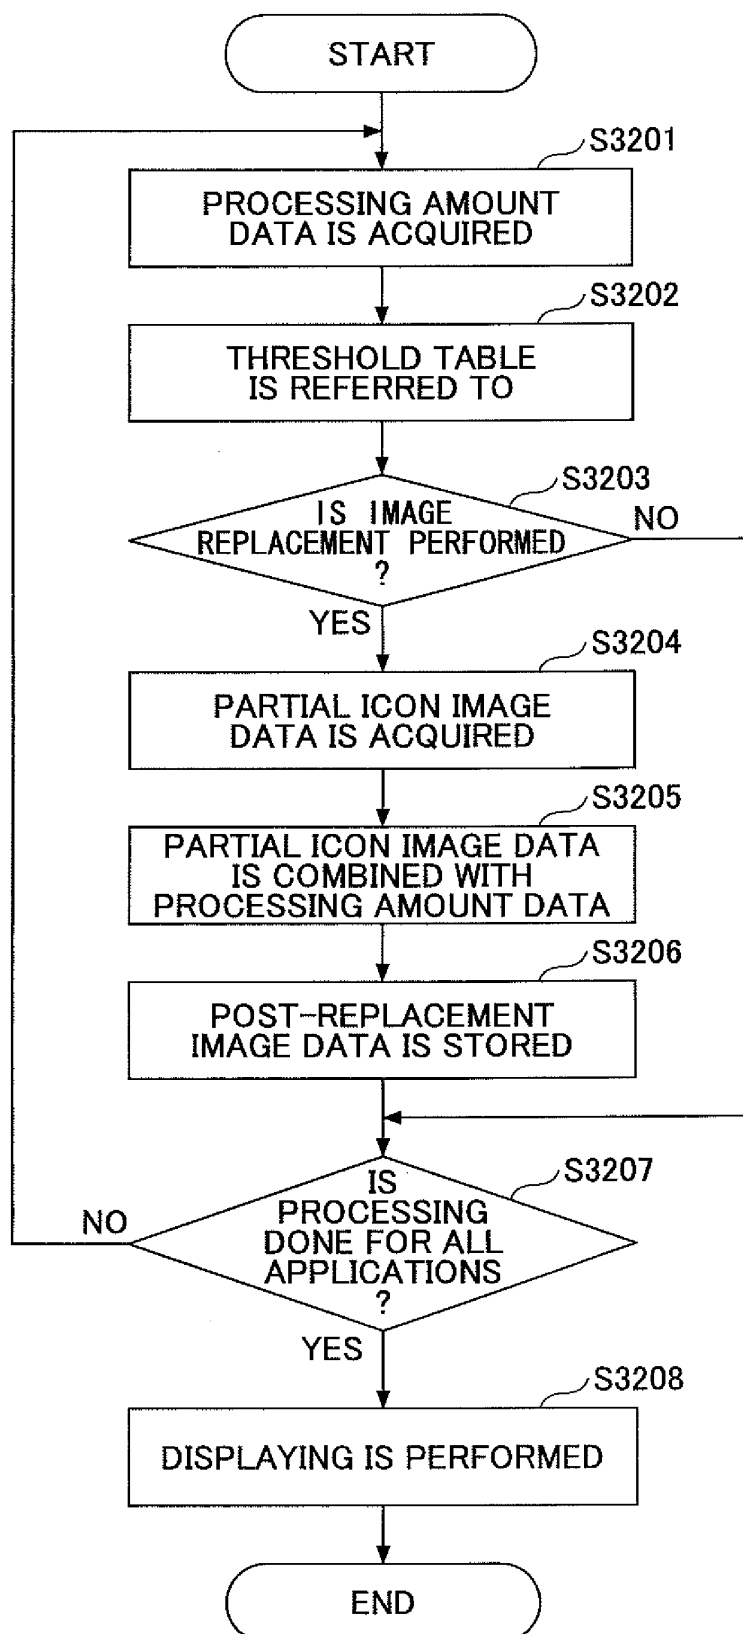 START
S3201
PROCESSING AMOUNT
DATA IS ACQUIRED
S3202
THRESHOLD TABLE
IS REFERRED TO
S3203
IS IMAGE
REPLACEMENT PERFORMED
?
NO
YES
S3204
PARTIAL ICON IMAGE
DATA IS ACQUIRED
S3205
PARTIAL ICON IMAGE DATA
IS COMBINED WITH
PROCESSING AMOUNT DATA
S3206
POST-REPLACEMENT
IMAGE DATA IS STORED
S3207
IS
PROCESSING
DONE FOR ALL
APPLICATIONS
?
NO
YES
S3208
DISPLAYING IS PERFORMED
END